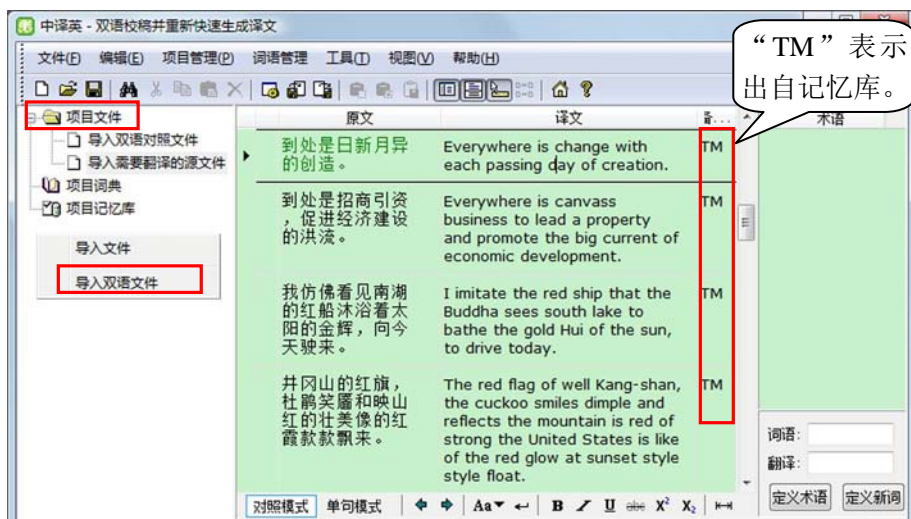 中译英 - 双语校稿并重新快速生成译文
文件(F) 编辑(E) 项目管理(P) 词语管理 工具(T) 视图(V) 帮助(H)
“TM”表示
出自记忆库。
项目文件
导入双语对照文件
导入需要翻译的源文件
项目词典
项目记忆库
导入文件
导入双语文件
原文 译文 术语
到处是日新月异
的创造。
Everywhere is change with
each passing day of creation.
TM
到处是招商引资
，促进经济建设
的洪流。
Everywhere is canvass
business to lead a property
and promote the big current of
economic development.
TM
我仿佛看见南湖
的红船沐浴着太
阳的金辉，向今
天驶来。
I imitate the red ship that the
Buddha sees south lake to
bathe the gold Hui of the sun,
to drive today.
TM
井冈山的红旗，
杜鹃笑靥和映山
红的壮美像的红
霞款款飘来。
The red flag of well Kang-shan,
the cuckoo smiles dimple and
reflects the mountain is red of
strong the United States is like
of the red glow at sunset style
style float.
TM
词语:
翻译:
定义术语 定义新词
对照模式 单句模式 Aa B I U abc X² X₂